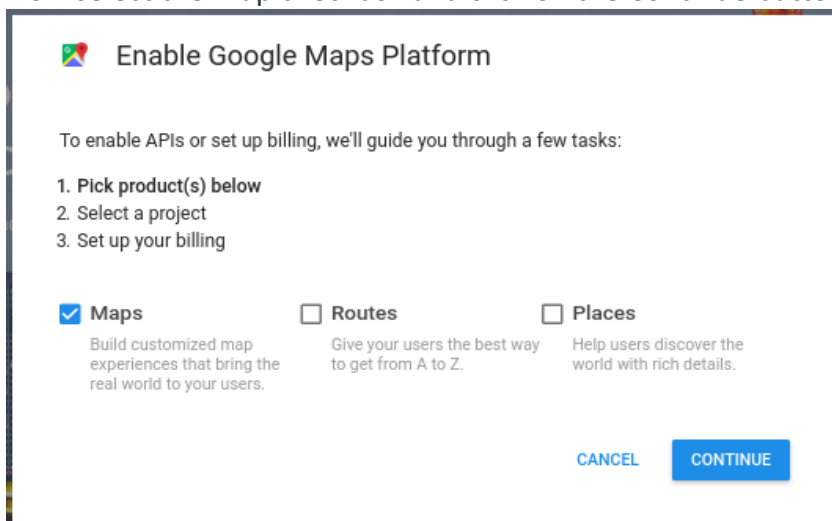 Enable Google Maps Platform
To enable APIs or set up billing, we'll guide you through a few tasks:
1. Pick product(s) below
2. Select a project
3. Set up your billing
Maps
Build customized map
experiences that bring the
real world to your users.
Routes
Give your users the best way
to get from A to Z.
Places
Help users discover the
world with rich details.
CANCEL CONTINUE